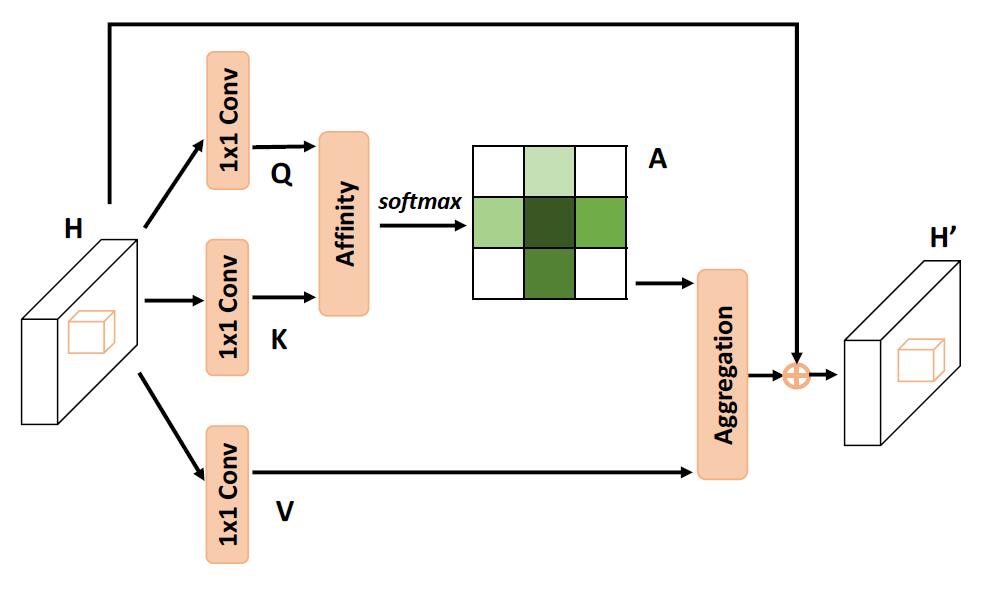 H
1x1 Conv
Q
1x1 Conv
K
1x1 Conv
V
Affinity
softmax
A
Aggregation
H’